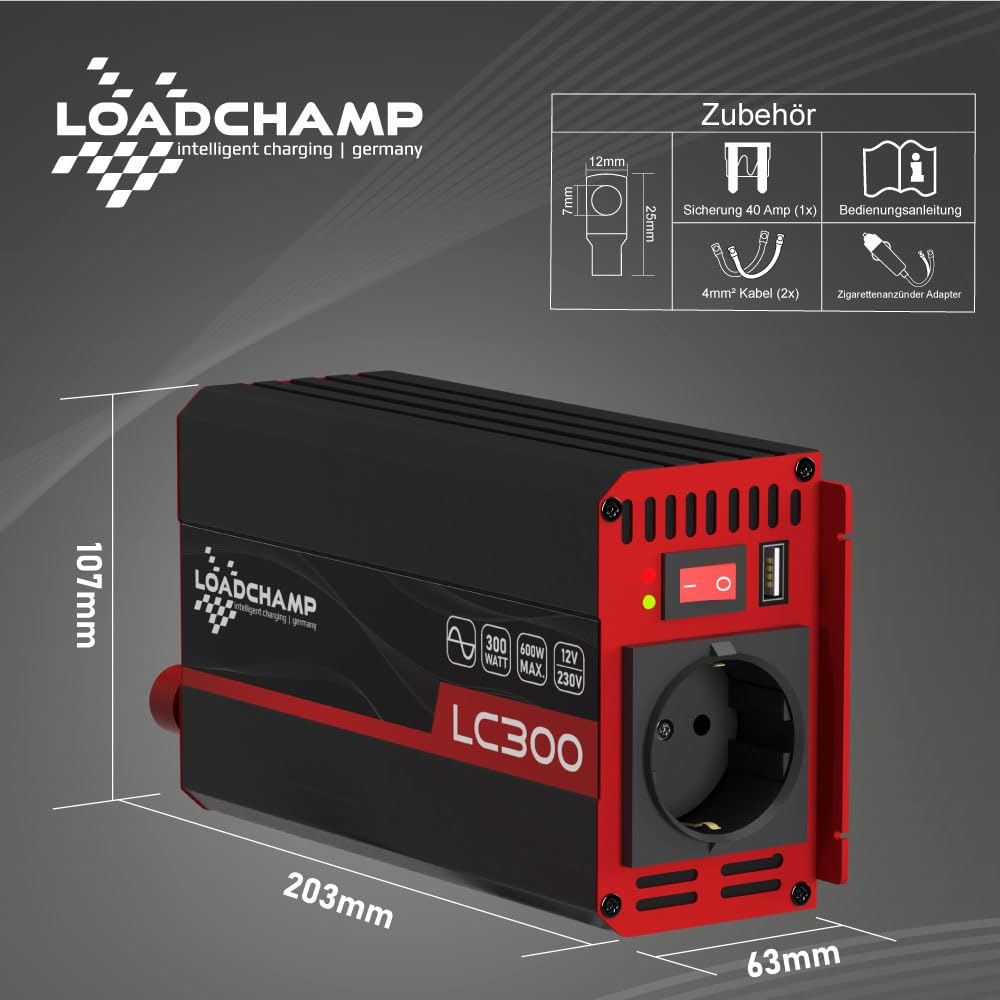 LOADCHAMP
intelligent charging | germany
Zubehör
12mm
7mm
25mm
Sicherung 40 Amp (1x)
Bedienungsanleitung
4mm² Kabel (2x)
Zigarettenanzünder Adapter
107mm
LOADCHAMP
intelligent charging | germany
300
WATT
600W
MAX.
12V
230V
LC300
203mm
63mm